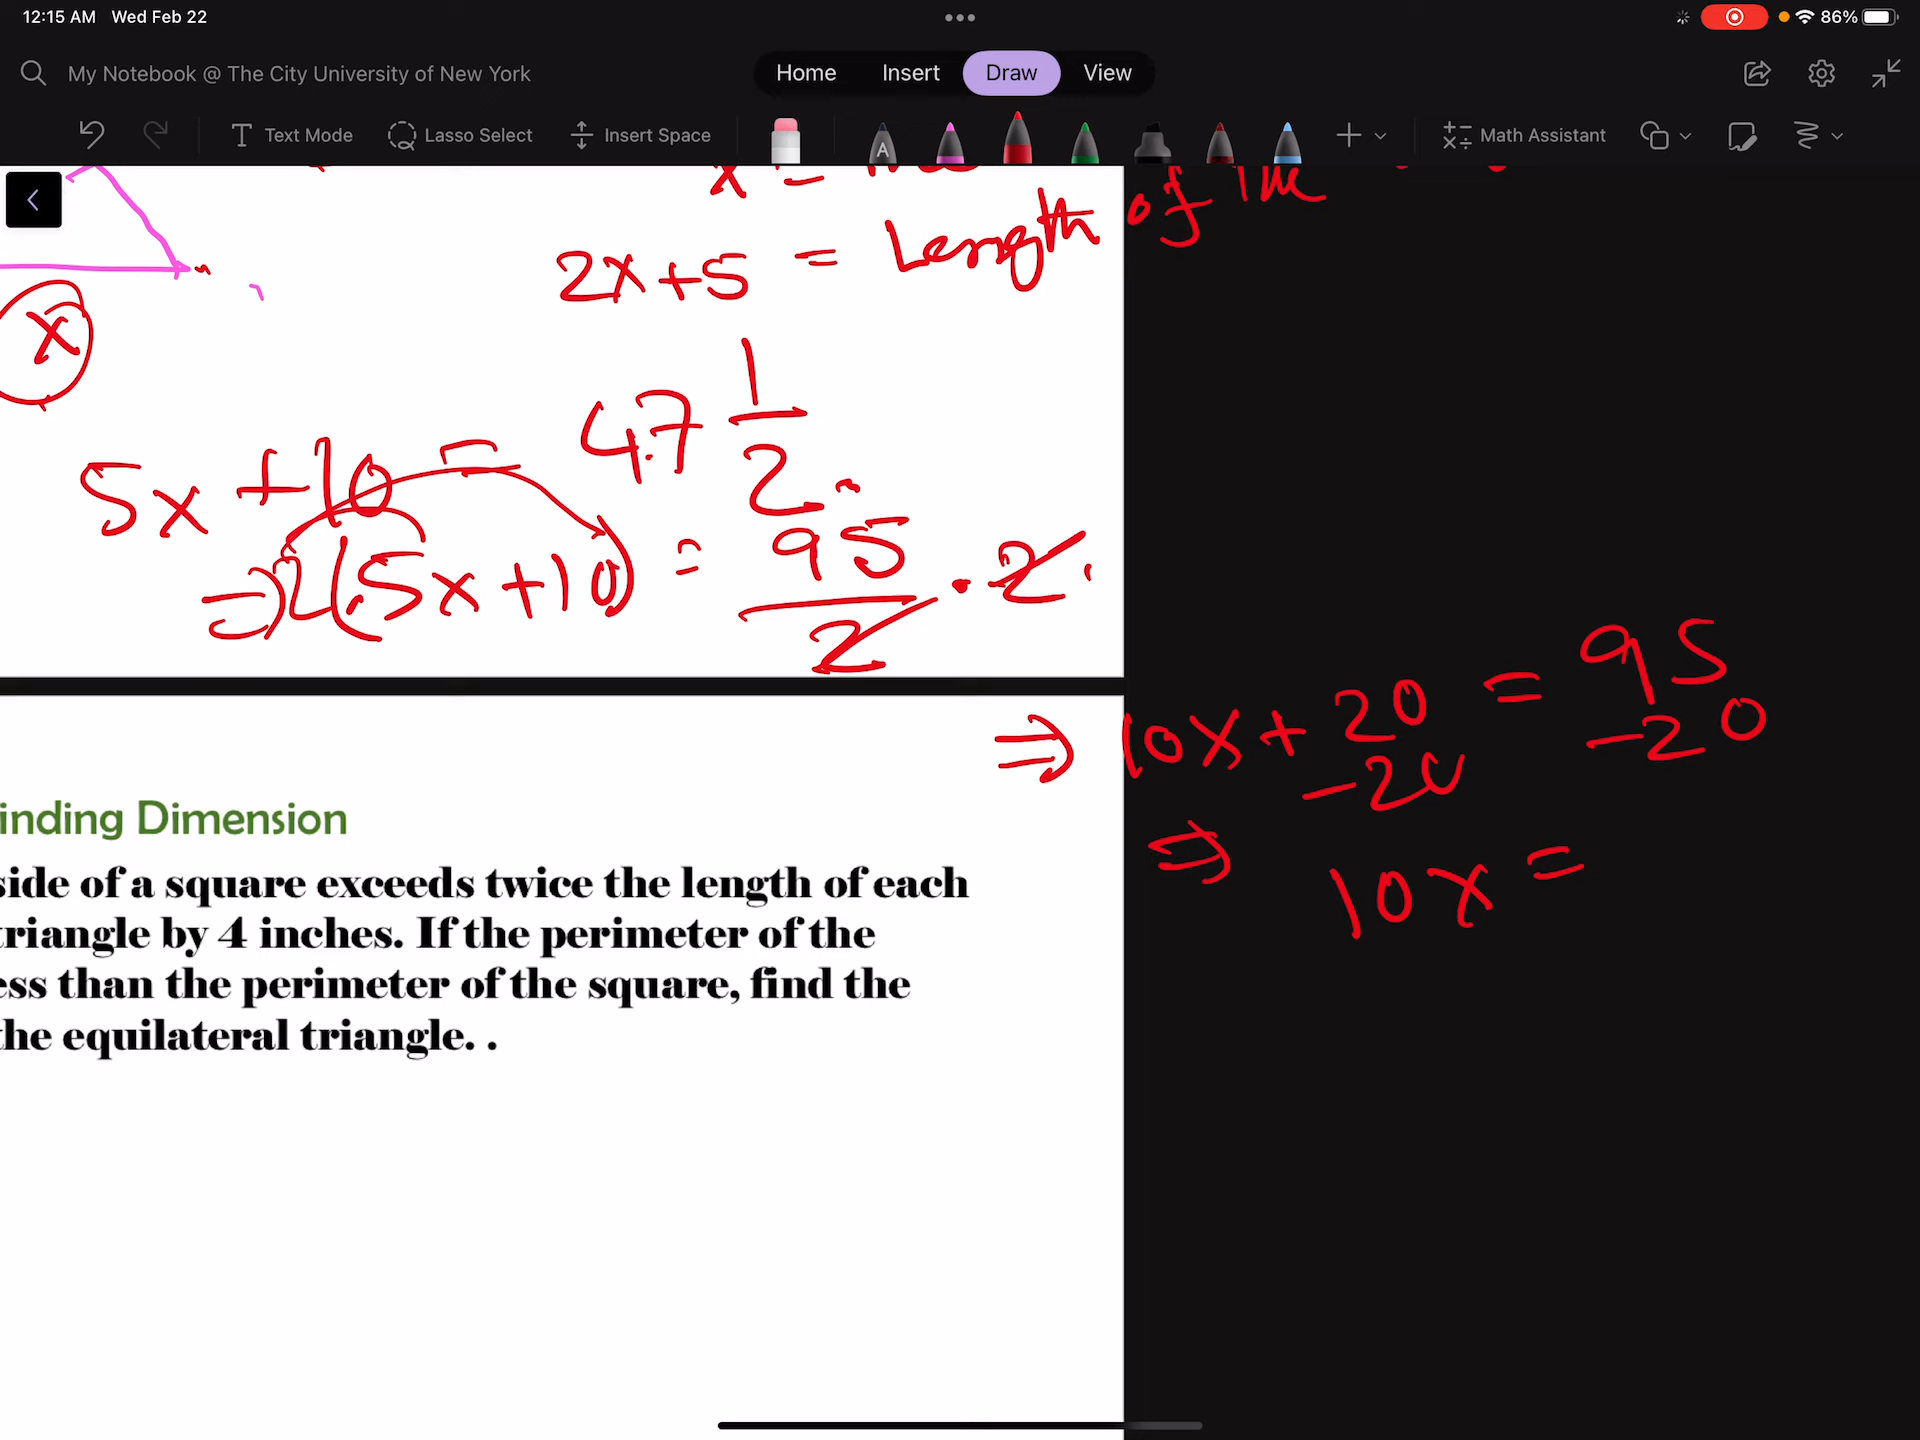 12:15 AM Wed Feb 22
86%
My Notebook @ The City University of New York
Home Insert Draw View
Text Mode Lasso Select Insert Space A Math Assistant
of the
2x+5 = Length
x
5x +10 = 47 1/2
⇒ 2(5x+10) = 95/2 · 2
⇒ 10x + 20 = 95
-20 -20
⇒ 10x =
inding Dimension
side of a square exceeds twice the length of each
triangle by 4 inches. If the perimeter of the
ess than the perimeter of the square, find the
the equilateral triangle. .